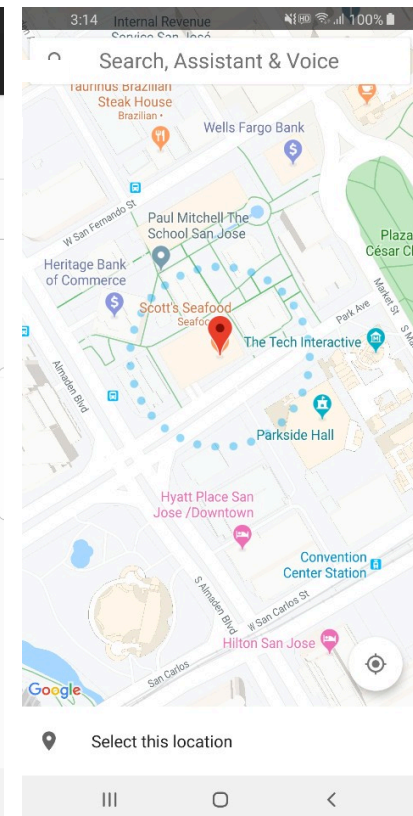 3:14
100%
Internal Revenue
Service San José
Search, Assistant & Voice
Taurinus Brazilian
Steak House
Brazilian •
Wells Fargo Bank
W San Fernando St
Paul Mitchell The
School San Jose
Plaza
César Ch
Heritage Bank
of Commerce
Market St
S M
Scott's Seafood
Seafoo
Park Ave
The Tech Interactive
Almaden Blvd
Parkside Hall
Hyatt Place San
Jose /Downtown
Convention
Center Station
S Almaden Blvd
W San Carlos St
Hilton San Jose
San Carlos
Google
Select this location